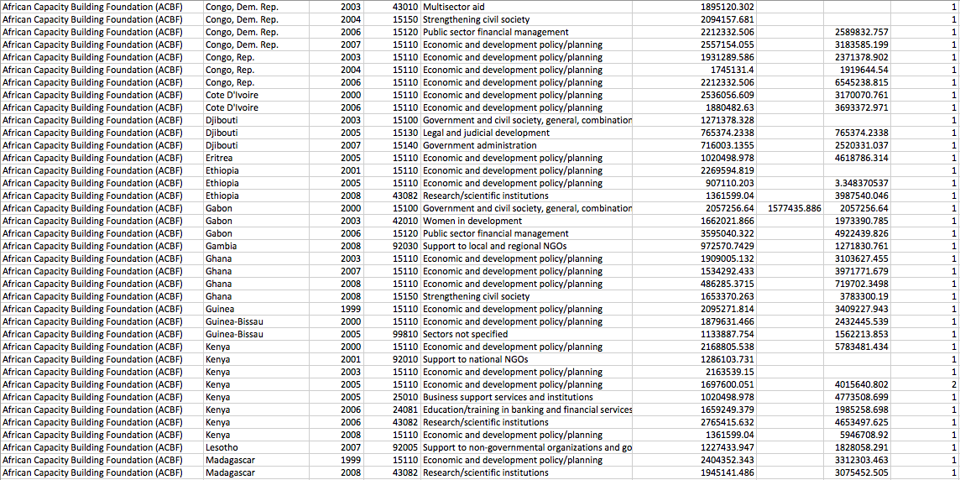 African Capacity Building Foundation (ACBF) Congo, Dem. Rep. 2003 43010 Multisector aid 1895120.302 1
African Capacity Building Foundation (ACBF) Congo, Dem. Rep. 2004 15150 Strengthening civil society 2094157.681 1
African Capacity Building Foundation (ACBF) Congo, Dem. Rep. 2006 15120 Public sector financial management 2212332.506 2589832.757 1
African Capacity Building Foundation (ACBF) Congo, Dem. Rep. 2007 15110 Economic and development policy/planning 2557154.055 3183585.199 1
African Capacity Building Foundation (ACBF) Congo, Rep. 2003 15110 Economic and development policy/planning 1931289.586 2371378.902 1
African Capacity Building Foundation (ACBF) Congo, Rep. 2004 15110 Economic and development policy/planning 1745131.4 1919644.54 1
African Capacity Building Foundation (ACBF) Congo, Rep. 2006 15110 Economic and development policy/planning 2212332.506 6545238.815 1
African Capacity Building Foundation (ACBF) Cote D'Ivoire 2000 15110 Economic and development policy/planning 2536056.609 3170070.761 1
African Capacity Building Foundation (ACBF) Cote D'Ivoire 2006 15110 Economic and development policy/planning 1880482.63 3693372.971 1
African Capacity Building Foundation (ACBF) Djibouti 2003 15100 Government and civil society, general, combination 1271378.328 1
African Capacity Building Foundation (ACBF) Djibouti 2005 15130 Legal and judicial development 765374.2338 765374.2338 1
African Capacity Building Foundation (ACBF) Djibouti 2007 15140 Government administration 716003.1355 2520331.037 1
African Capacity Building Foundation (ACBF) Eritrea 2005 15110 Economic and development policy/planning 1020498.978 4618786.314 1
African Capacity Building Foundation (ACBF) Ethiopia 2001 15110 Economic and development policy/planning 2269594.819 1
African Capacity Building Foundation (ACBF) Ethiopia 2005 15110 Economic and development policy/planning 907110.203 3.348370537 1
African Capacity Building Foundation (ACBF) Ethiopia 2008 43082 Research/scientific institutions 1361599.04 3987540.046 1
African Capacity Building Foundation (ACBF) Gabon 2000 15100 Government and civil society, general, combination 2057256.64 1577435.886 2057256.64 1
African Capacity Building Foundation (ACBF) Gabon 2003 42010 Women in development 1662021.866 1973390.785 1
African Capacity Building Foundation (ACBF) Gabon 2006 15120 Public sector financial management 3595040.322 4922439.826 1
African Capacity Building Foundation (ACBF) Gambia 2008 92030 Support to local and regional NGOs 972570.7429 1271830.761 1
African Capacity Building Foundation (ACBF) Ghana 2003 15110 Economic and development policy/planning 1909005.132 3103627.455 1
African Capacity Building Foundation (ACBF) Ghana 2007 15110 Economic and development policy/planning 1534292.433 3971771.679 1
African Capacity Building Foundation (ACBF) Ghana 2008 15110 Economic and development policy/planning 486285.3715 719702.3498 1
African Capacity Building Foundation (ACBF) Ghana 2008 15150 Strengthening civil society 1653370.263 3783300.19 1
African Capacity Building Foundation (ACBF) Guinea 1999 15110 Economic and development policy/planning 2095271.814 3409227.943 1
African Capacity Building Foundation (ACBF) Guinea-Bissau 2000 15110 Economic and development policy/planning 1879631.466 2432445.539 1
African Capacity Building Foundation (ACBF) Guinea-Bissau 2005 99810 Sectors not specified 1133887.754 1562213.853 1
African Capacity Building Foundation (ACBF) Kenya 2000 15110 Economic and development policy/planning 2168805.538 5783481.434 1
African Capacity Building Foundation (ACBF) Kenya 2001 92010 Support to national NGOs 1286103.731 1
African Capacity Building Foundation (ACBF) Kenya 2003 15110 Economic and development policy/planning 2163539.15 1
African Capacity Building Foundation (ACBF) Kenya 2005 15110 Economic and development policy/planning 1697600.051 4015640.802 2
African Capacity Building Foundation (ACBF) Kenya 2005 25010 Business support services and institutions 1020498.978 4773508.699 1
African Capacity Building Foundation (ACBF) Kenya 2006 24081 Education/training in banking and financial services 1659249.379 1985258.698 1
African Capacity Building Foundation (ACBF) Kenya 2006 43082 Research/scientific institutions 2765415.632 4653497.625 1
African Capacity Building Foundation (ACBF) Kenya 2008 15110 Economic and development policy/planning 1361599.04 5946708.92 1
African Capacity Building Foundation (ACBF) Lesotho 2007 92005 Support to non-governmental organizations and go 1227433.947 1828058.291 1
African Capacity Building Foundation (ACBF) Madagascar 1999 15110 Economic and development policy/planning 2404352.343 3312303.463 1
African Capacity Building Foundation (ACBF) Madagascar 2008 43082 Research/scientific institutions 1945141.486 3075452.505 1